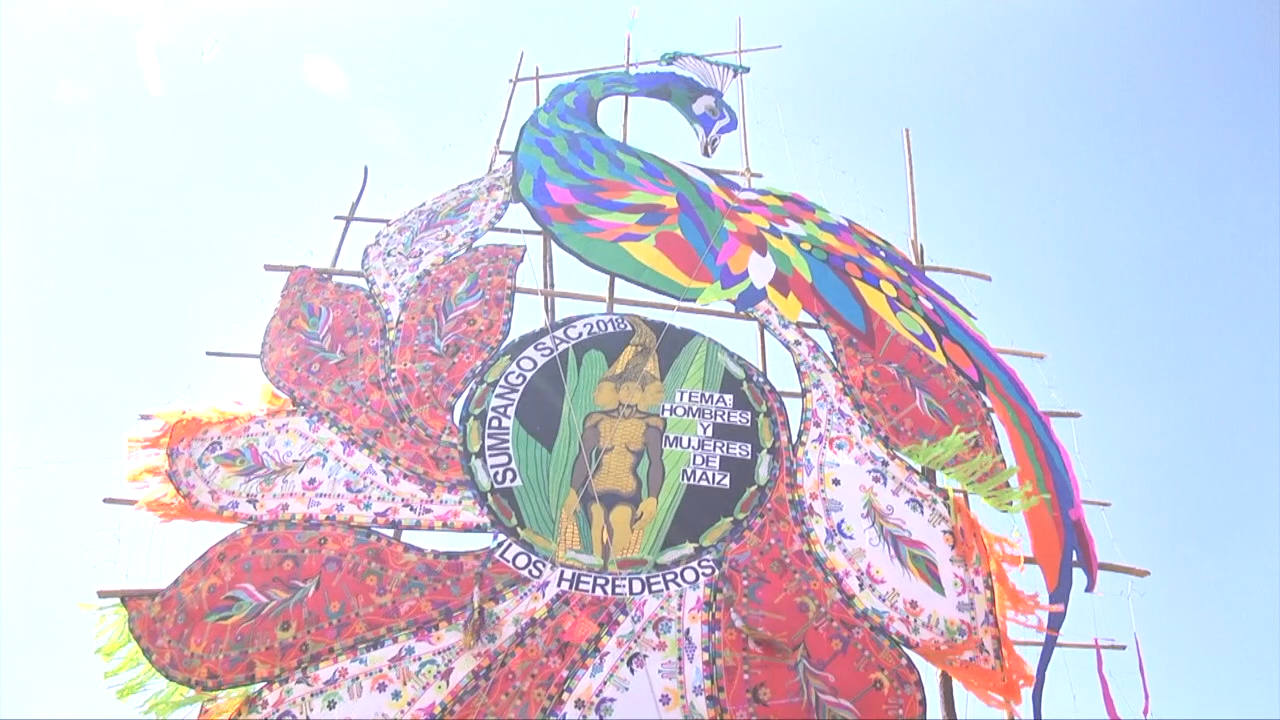 SUMPANGO SAC 2018
TEMA:
HOMBRES
Y
MUJERES
DE
MAIZ
LOS HEREDEROS